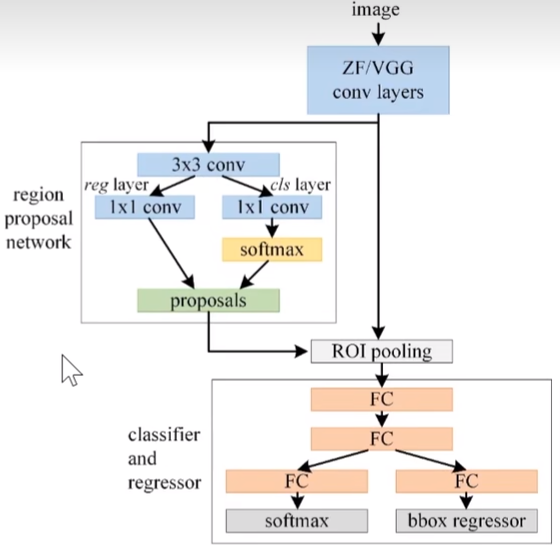 image
ZF/VGG
conv layers
3x3 conv
reg layer
cls layer
1x1 conv
1x1 conv
softmax
proposals
region
proposal
network
ROI pooling
FC
FC
FC
FC
softmax
bbox regressor
classifier
and
regressor